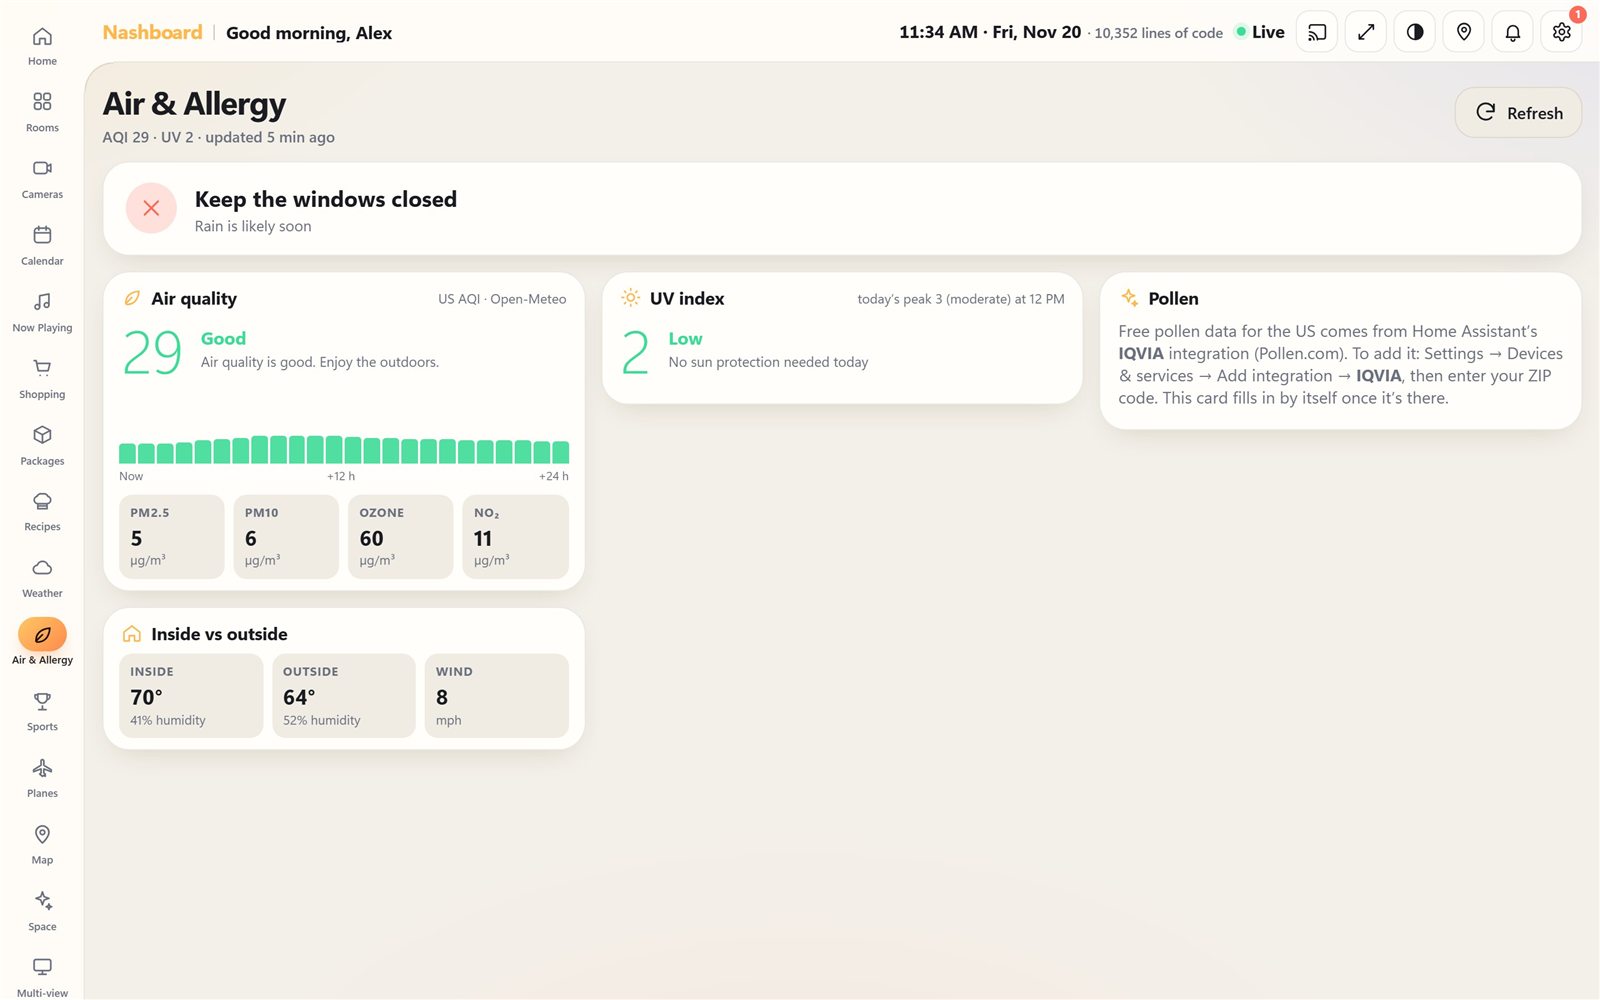 Nashboard
Good morning, Alex
11:34 AM · Fri, Nov 20 · 10,352 lines of code
Live
1
Home
Rooms
Cameras
Calendar
Now Playing
Shopping
Packages
Recipes
Weather
Air & Allergy
Sports
Planes
Map
Space
Multi-view
Air & Allergy
AQI 29 · UV 2 · updated 5 min ago
Refresh
Keep the windows closed
Rain is likely soon
Air quality
US AQI · Open-Meteo
29
Good
Air quality is good. Enjoy the outdoors.
Now
+12 h
+24 h
PM2.5
5
µg/m³
PM10
6
µg/m³
OZONE
60
µg/m³
NO₂
11
µg/m³
UV index
today's peak 3 (moderate) at 12 PM
2
Low
No sun protection needed today
Pollen
Free pollen data for the US comes from Home Assistant's
IQVIA integration (Pollen.com). To add it: Settings → Devices
& services → Add integration → IQVIA, then enter your ZIP
code. This card fills in by itself once it's there.
Inside vs outside
INSIDE
70°
41% humidity
OUTSIDE
64°
52% humidity
WIND
8
mph